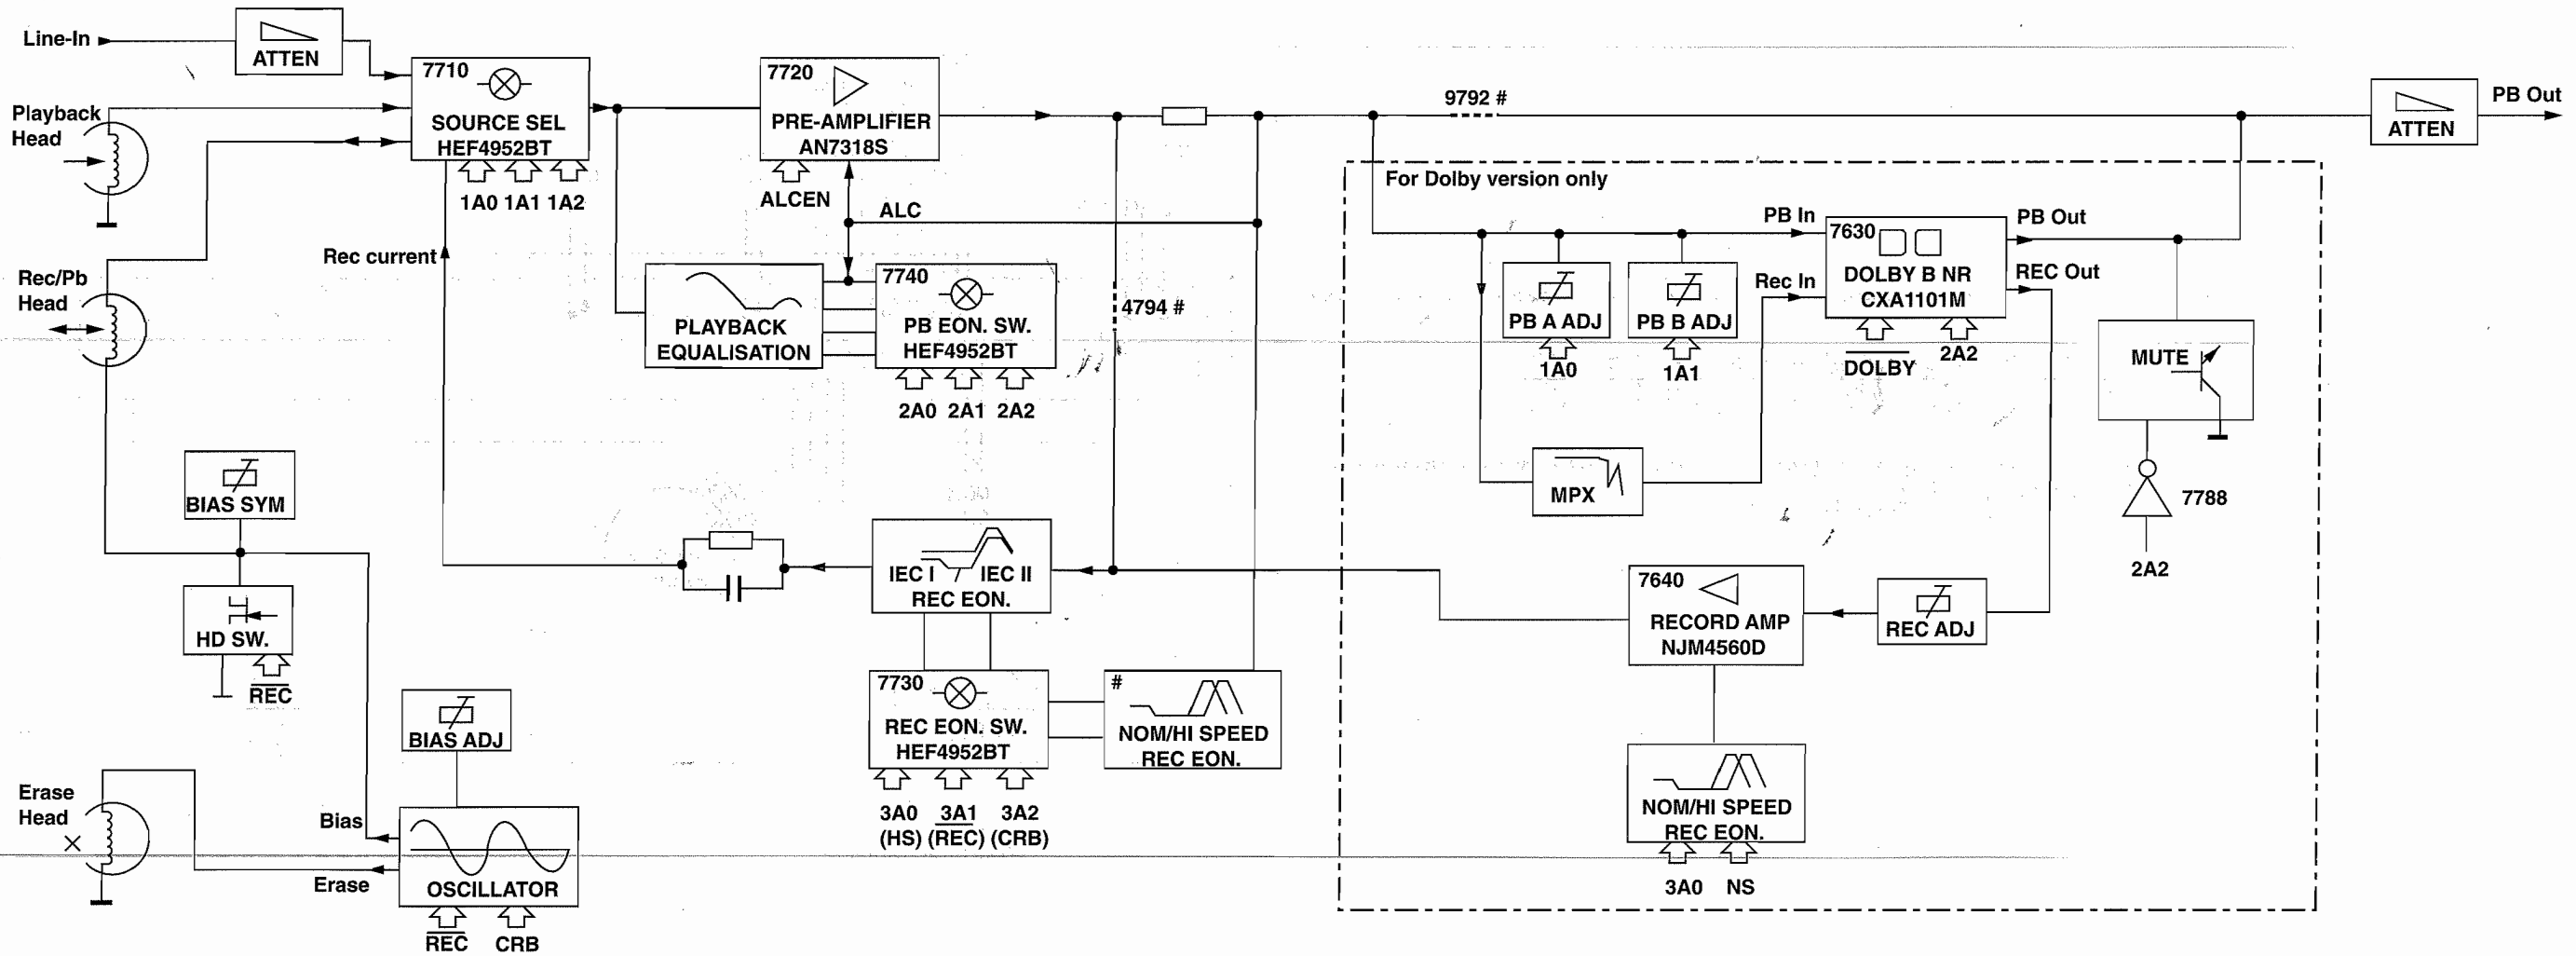 Line-In
ATTEN
7710
SOURCE SEL
HEF4952BT
1A0 1A1 1A2
Playback
Head
7720
PRE-AMPLIFIER
AN7318S
ALCEN
ALC
9792 #
ATTEN
PB Out
For Dolby version only
Rec current
Rec/Pb
Head
PLAYBACK
EQUALISATION
7740
PB EON. SW.
HEF4952BT
2A0 2A1 2A2
4794 #
PB In
Rec In
PB A ADJ
1A0
PB B ADJ
1A1
7630
DOLBY B NR
CXA1101M
DOLBY
2A2
PB Out
REC Out
MUTE
7788
2A2
MPX
BIAS SYM
HD SW.
REC
IEC I IEC II
REC EON.
7640
RECORD AMP
NJM4560D
REC ADJ
BIAS ADJ
7730
REC EON. SW.
HEF4952BT
3A0 3A1 3A2
(HS) (REC) (CRB)
#
NOM/HI SPEED
REC EON.
NOM/HI SPEED
REC EON.
3A0 NS
Erase
Head
Bias
Erase
OSCILLATOR
REC CRB